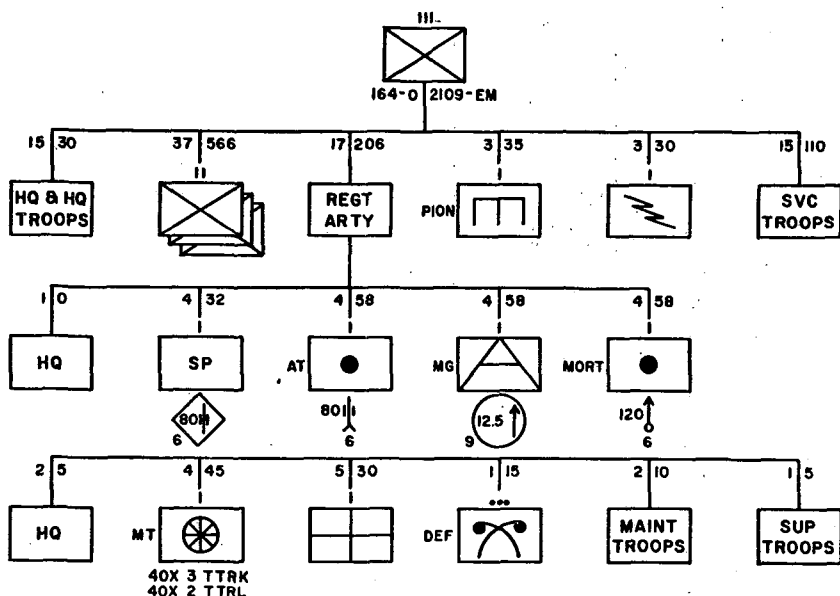 III
164-O 2109-EM
15 30
37 566
17 206
3 35
3 30
15 110
HQ & HQ
TROOPS
II
I
REGT
ARTY
I
PION
I
SVC
TROOPS
1 0
4 32
4 58
4 58
4 58
HQ
I
SP
I
AT
I
MG
I
MORT
6
80
6
9
12.5
120
6
2 5
4 45
5 30
1 15
2 10
1 5
HQ
MT
I
I
DEF
MAINT
TROOPS
SUP
TROOPS
40X 3 TTRK
40X 2 TTRL